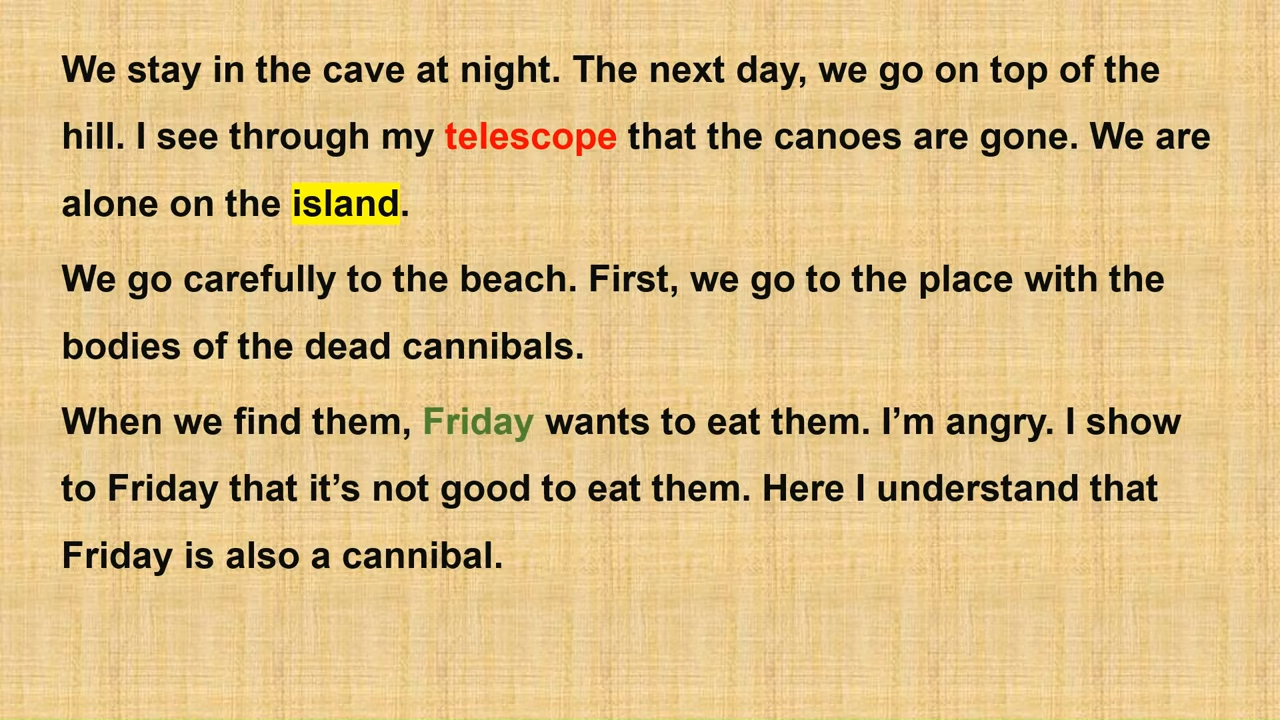 We stay in the cave at night. The next day, we go on top of the
hill. I see through my telescope that the canoes are gone. We are
alone on the island.
We go carefully to the beach. First, we go to the place with the
bodies of the dead cannibals.
When we find them, Friday wants to eat them. I’m angry. I show
to Friday that it’s not good to eat them. Here I understand that
Friday is also a cannibal.